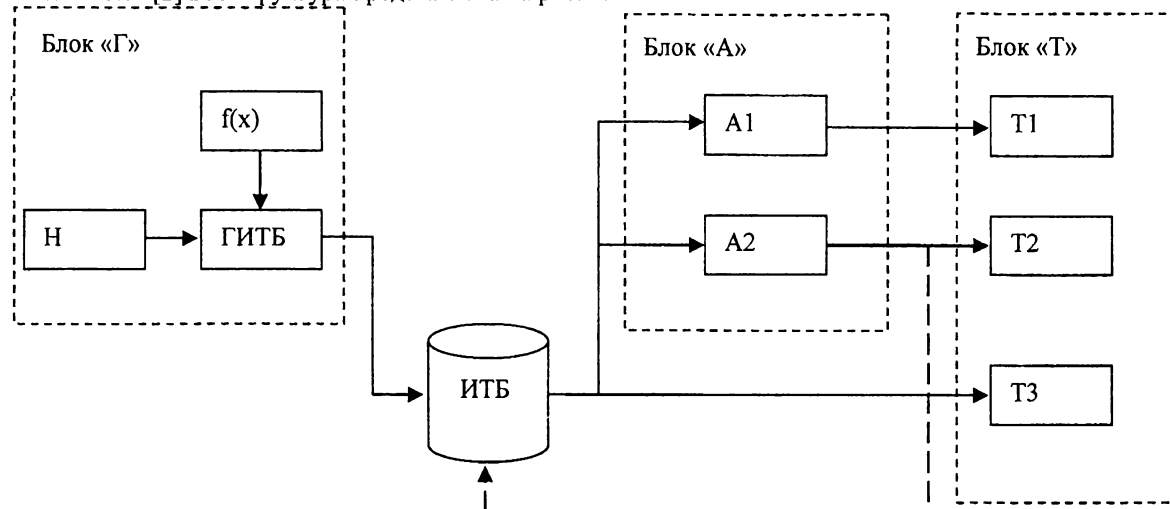 Блок «Г»
Блок «А»
Блок «Т»
f(x)
А1
Т1
Н
ГИТБ
А2
Т2
ИТБ
Т3